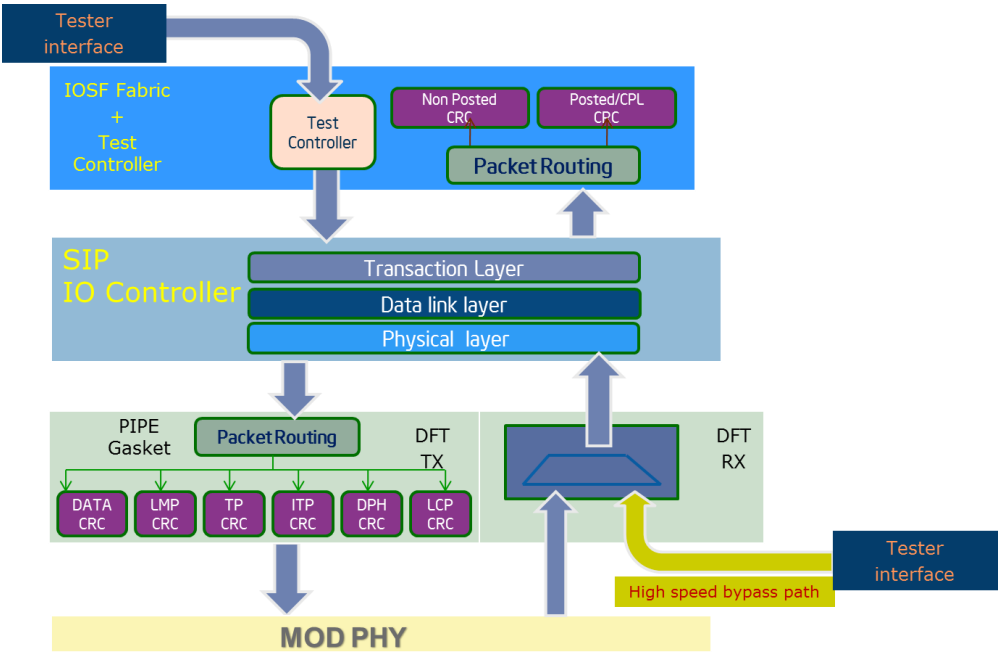 Tester
interface
IOSF Fabric
+
Test
Controller
Test
Controller
Non Posted
CRC
Posted/CPL
CPC
Packet Routing
SIP
IO Controller
Transaction Layer
Data link layer
Physical layer
PIPE
Gasket
Packet Routing
DFT
TX
DFT
RX
DATA
CRC
LMP
CRC
TP
CRC
ITP
CRC
DPH
CRC
LCP
CRC
Tester
interface
High speed bypass path
MOD PHY